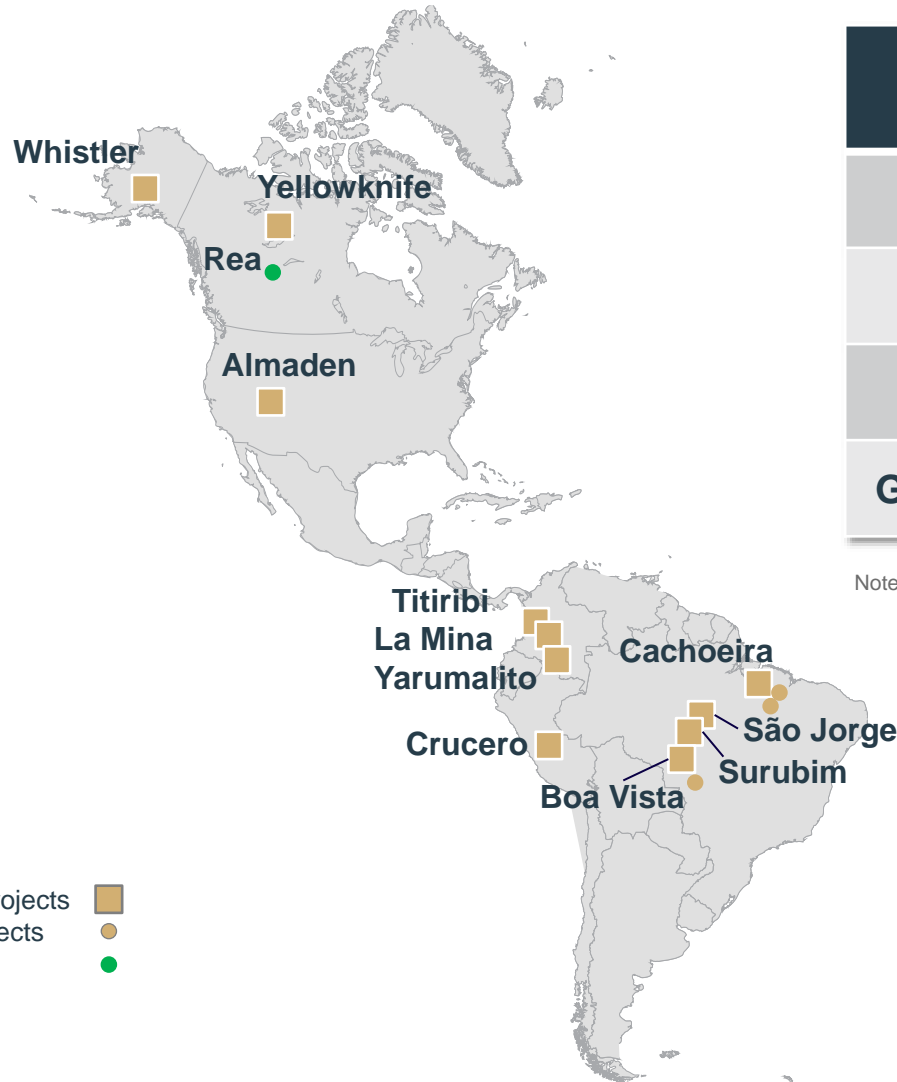 Whistler
Yellowknife
Rea
Almaden
G
Note
Titiribi
La Mina
Cachoeira
Yarumalito
São Jorge
Crucero
Surubim
Boa Vista
ojects
ects